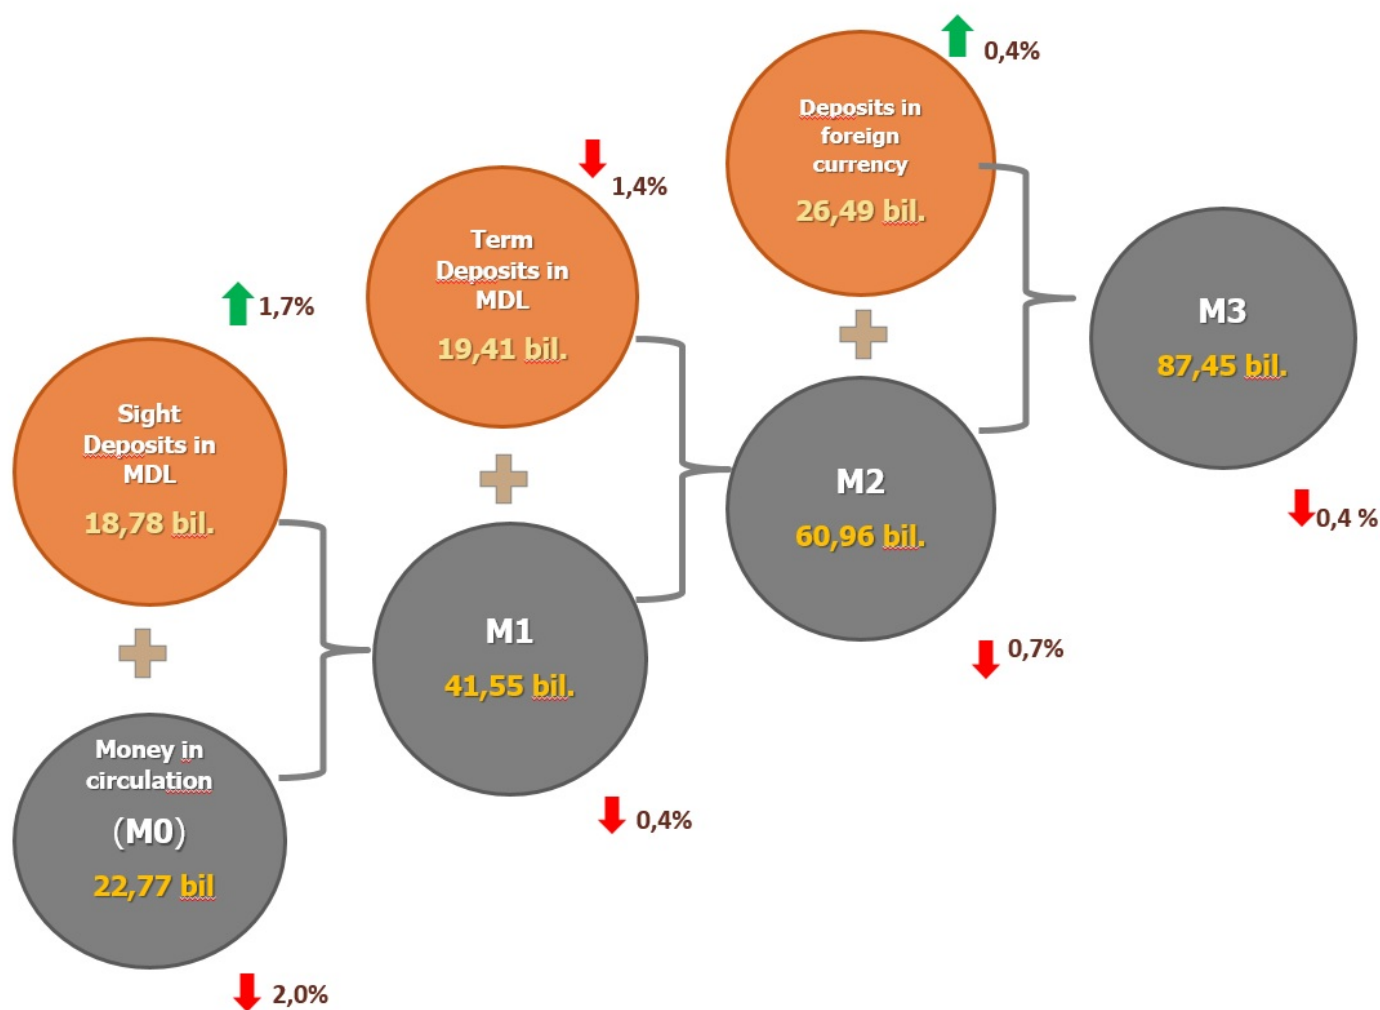 1,7%
Sight
Deposits in
MDL
18,78 bil.
Money in
circulation
(M0)
22,77 bil
2,0%
1,4%
Term
Deposits in
MDL
19,41 bil.
M1
41,55 bil.
0,4%
0,4%
Deposits in
foreign
currency
26,49 bil.
M2
60,96 bil.
0,7%
M3
87,45 bil.
0,4 %